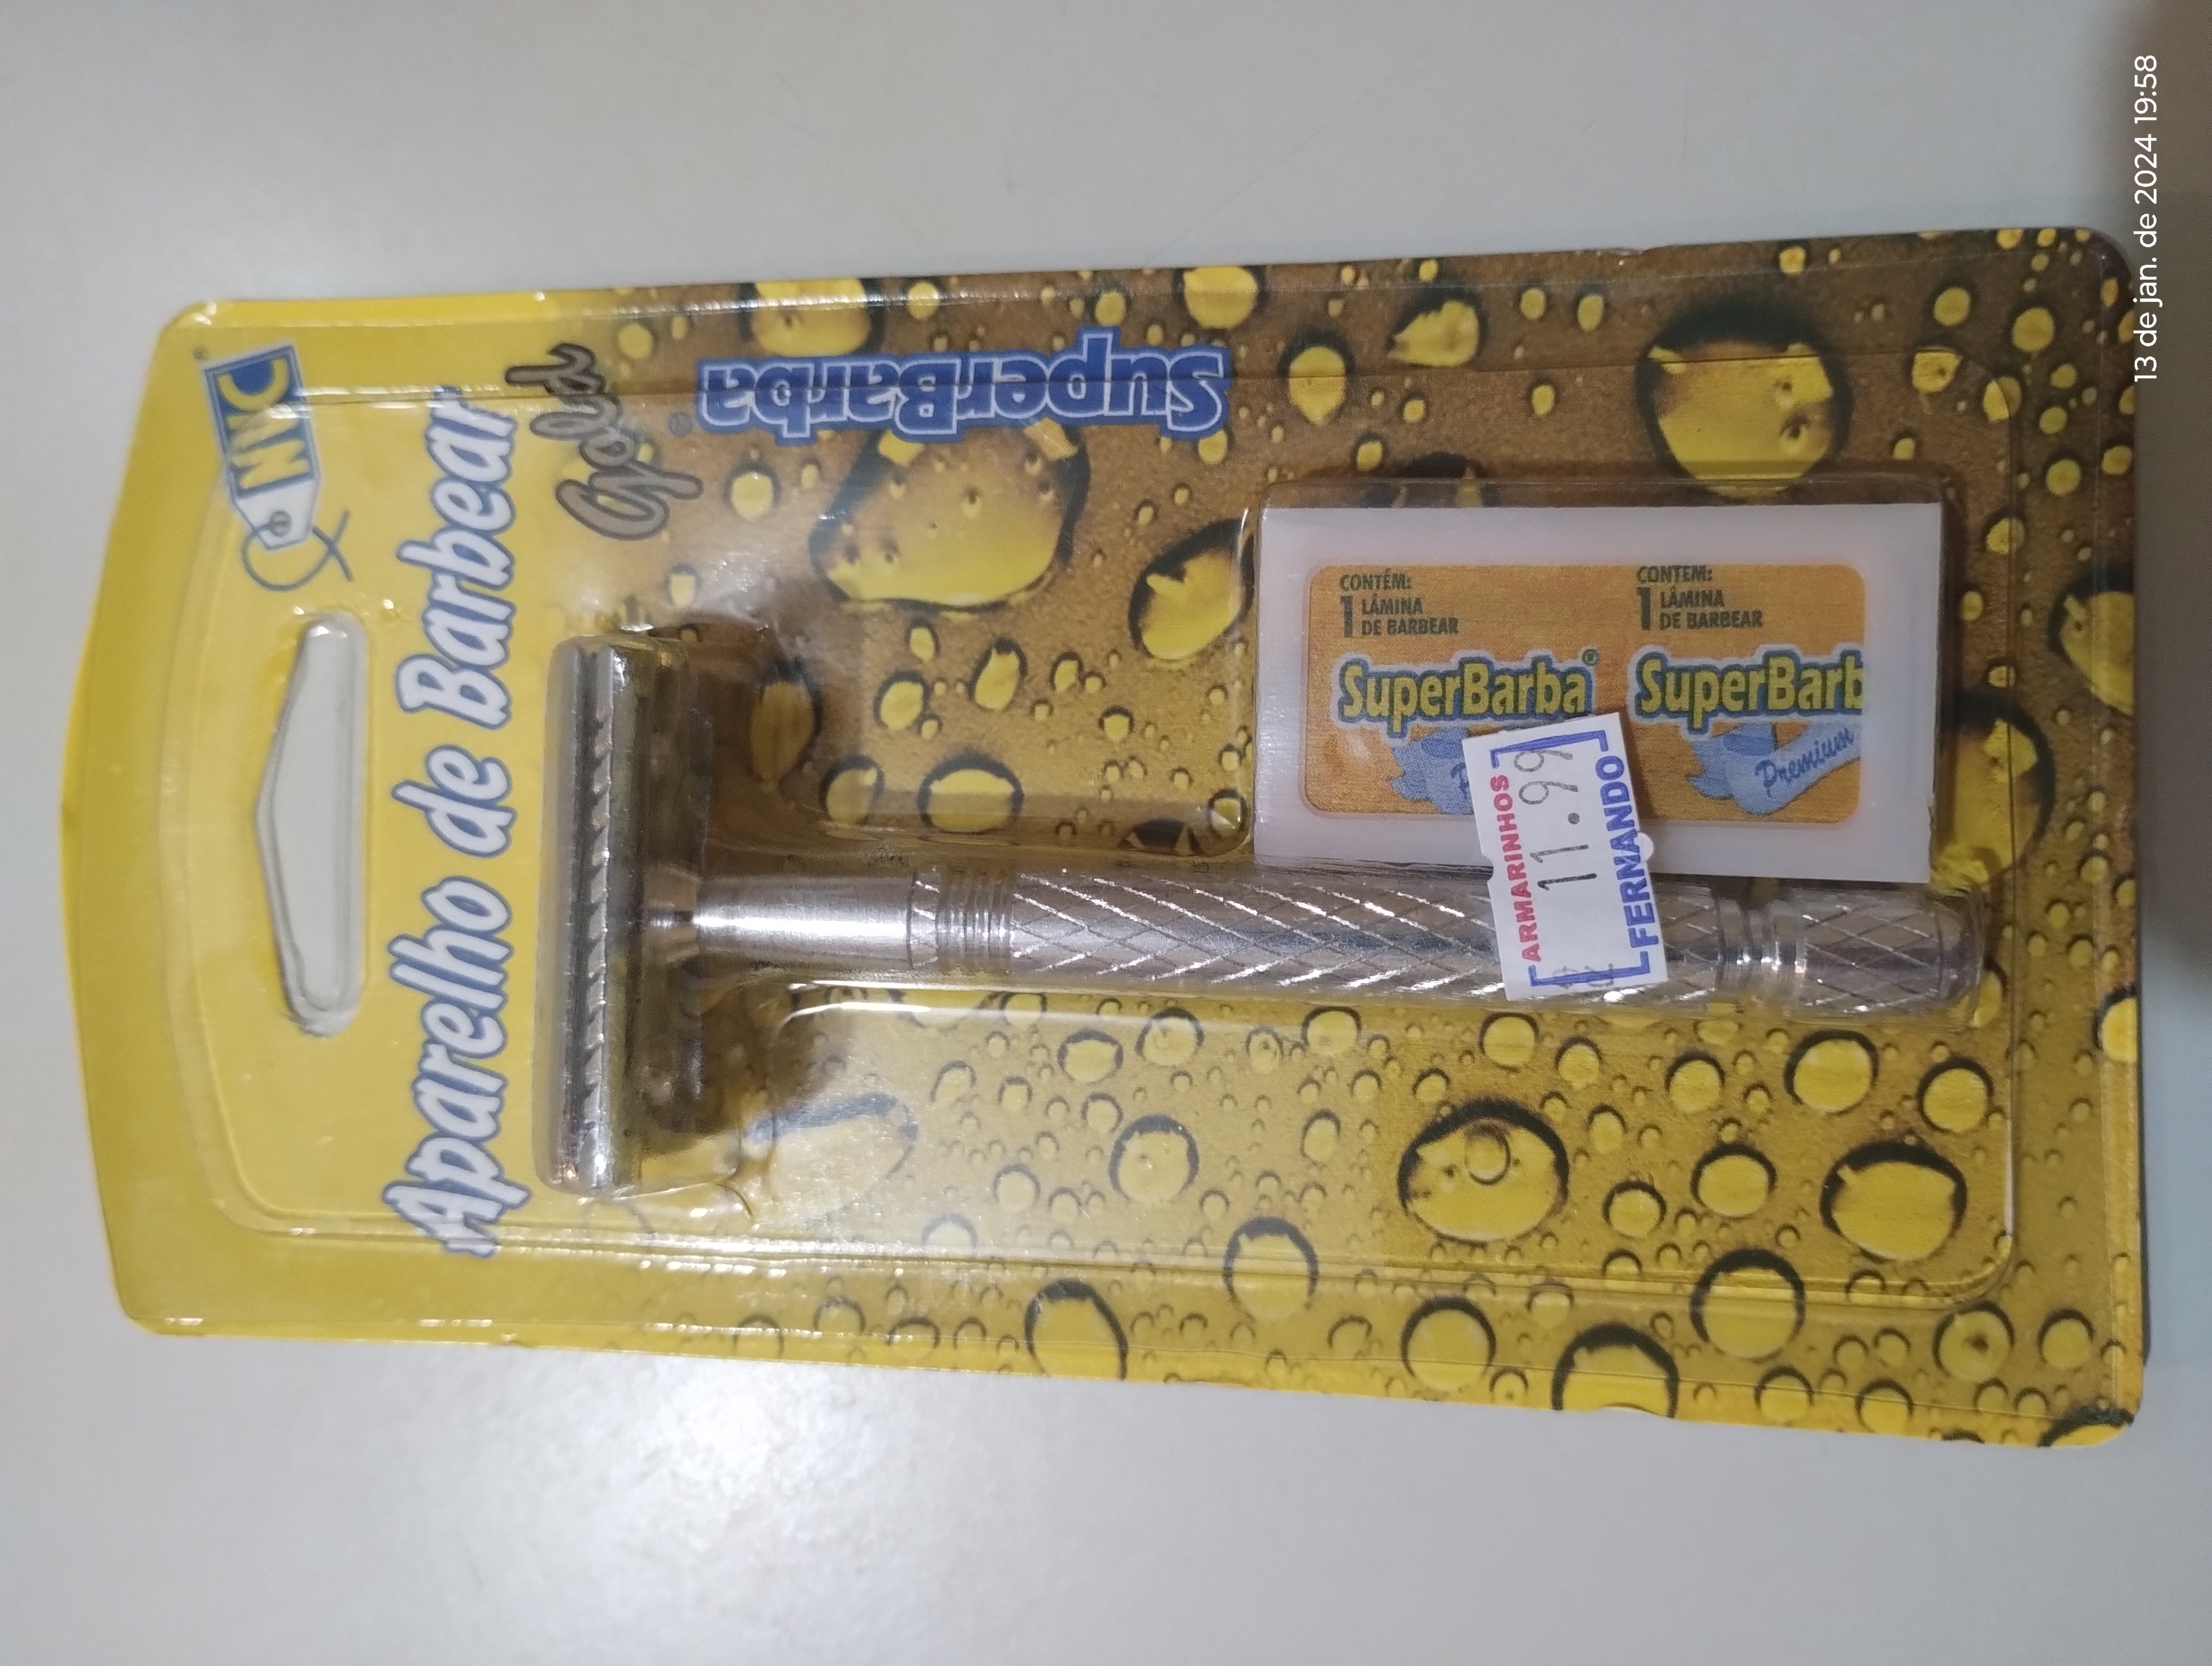 DNC
Aparelho de Barbear
Gold
SuperBarba®
CONTÉM:
1 LÂMINA
DE BARBEAR
SuperBarba®
CONTÉM:
1 LÂMINA
DE BARBEAR
SuperBarb
Premium
ARMARINHOS
11.99
FERNANDO
13 de jan. de 2024 19:58